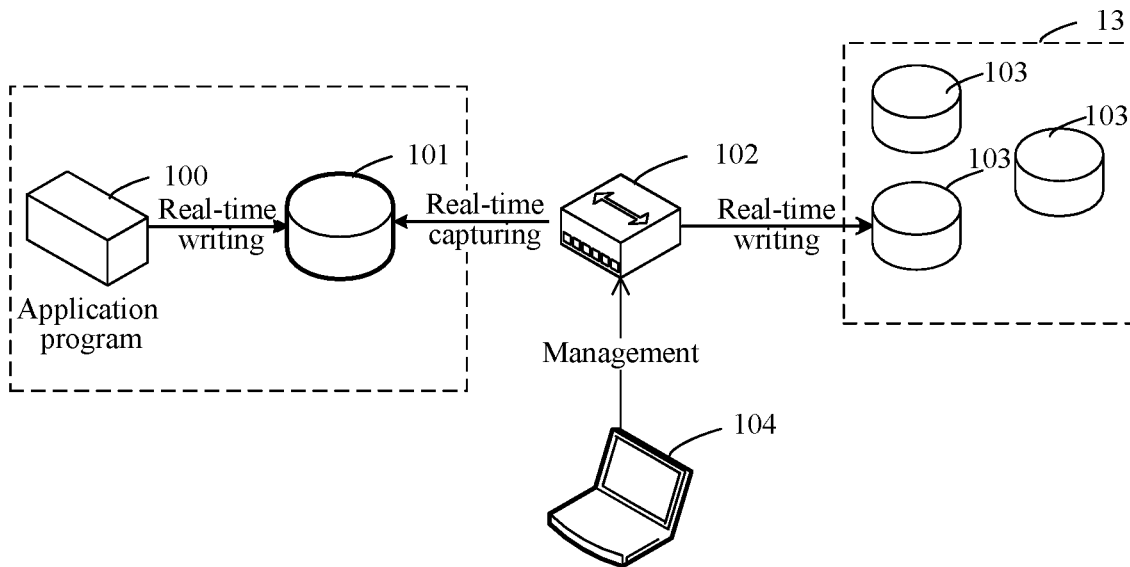 13
103
103
103
101
102
100
Real-time
writing
Real-time
capturing
Real-time
writing
Application
program
Management
104